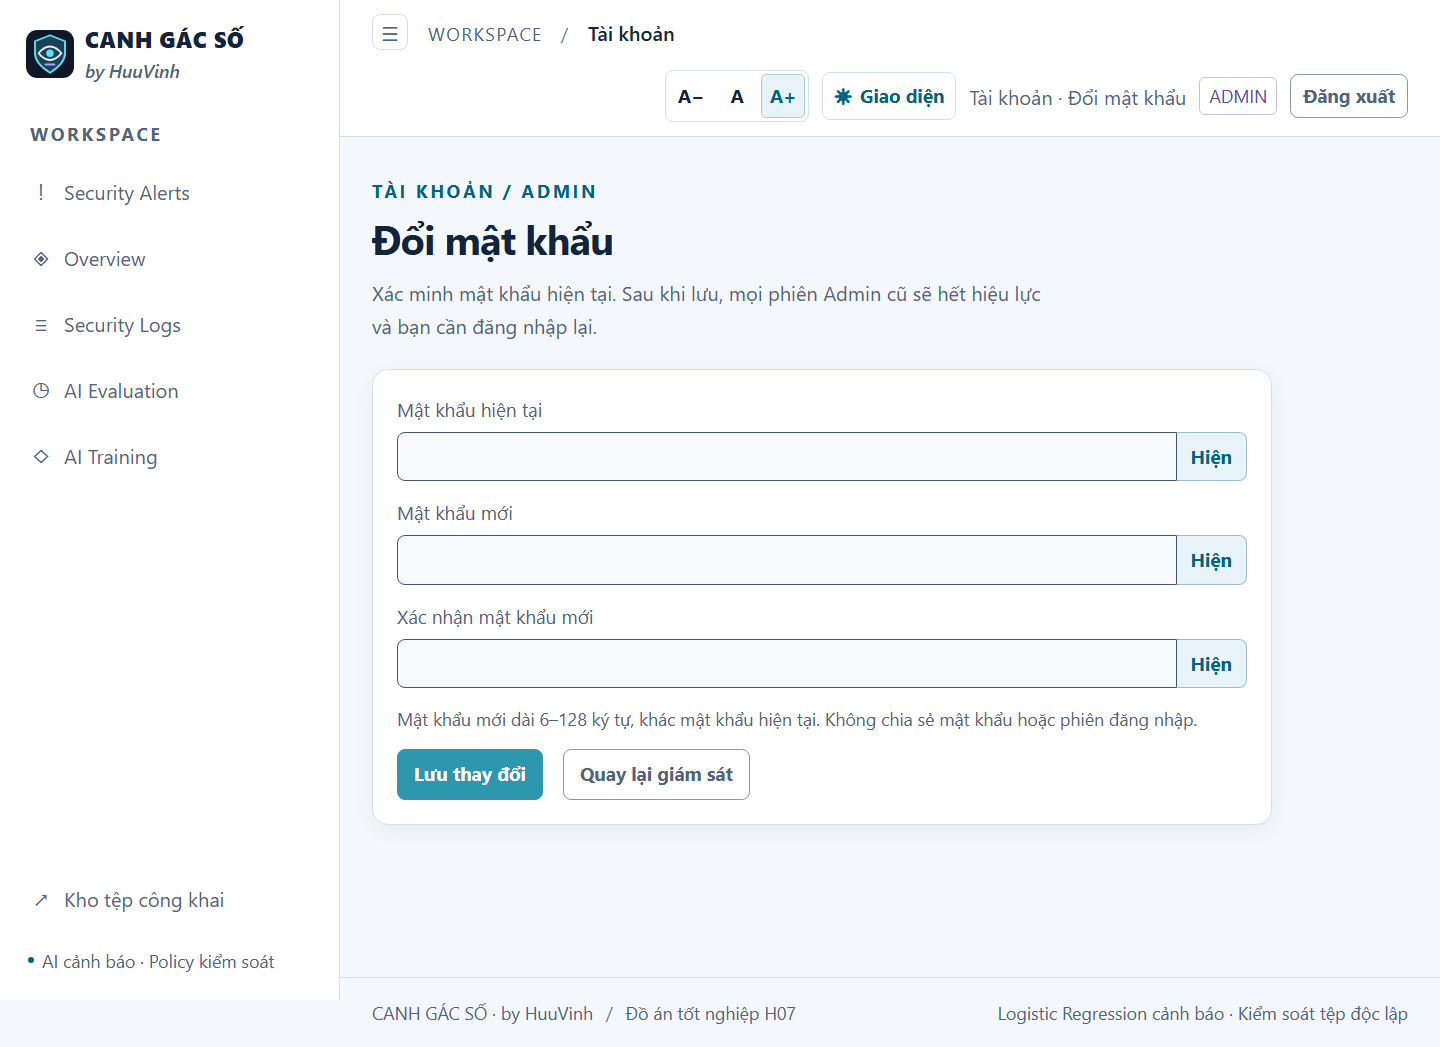 CANH GÁC SỐ
by HuuVinh
WORKSPACE
! Security Alerts
Overview
Security Logs
AI Evaluation
AI Training
Kho tệp công khai
• AI cảnh báo · Policy kiểm soát
WORKSPACE / Tài khoản
A− A A+ Giao diện Tài khoản · Đổi mật khẩu ADMIN Đăng xuất
TÀI KHOẢN / ADMIN
Đổi mật khẩu
Xác minh mật khẩu hiện tại. Sau khi lưu, mọi phiên Admin cũ sẽ hết hiệu lực
và bạn cần đăng nhập lại.
Mật khẩu hiện tại
Hiện
Mật khẩu mới
Hiện
Xác nhận mật khẩu mới
Hiện
Mật khẩu mới dài 6–128 ký tự, khác mật khẩu hiện tại. Không chia sẻ mật khẩu hoặc phiên đăng nhập.
Lưu thay đổi Quay lại giám sát
CANH GÁC SỐ · by HuuVinh / Đồ án tốt nghiệp H07
Logistic Regression cảnh báo · Kiểm soát tệp độc lập